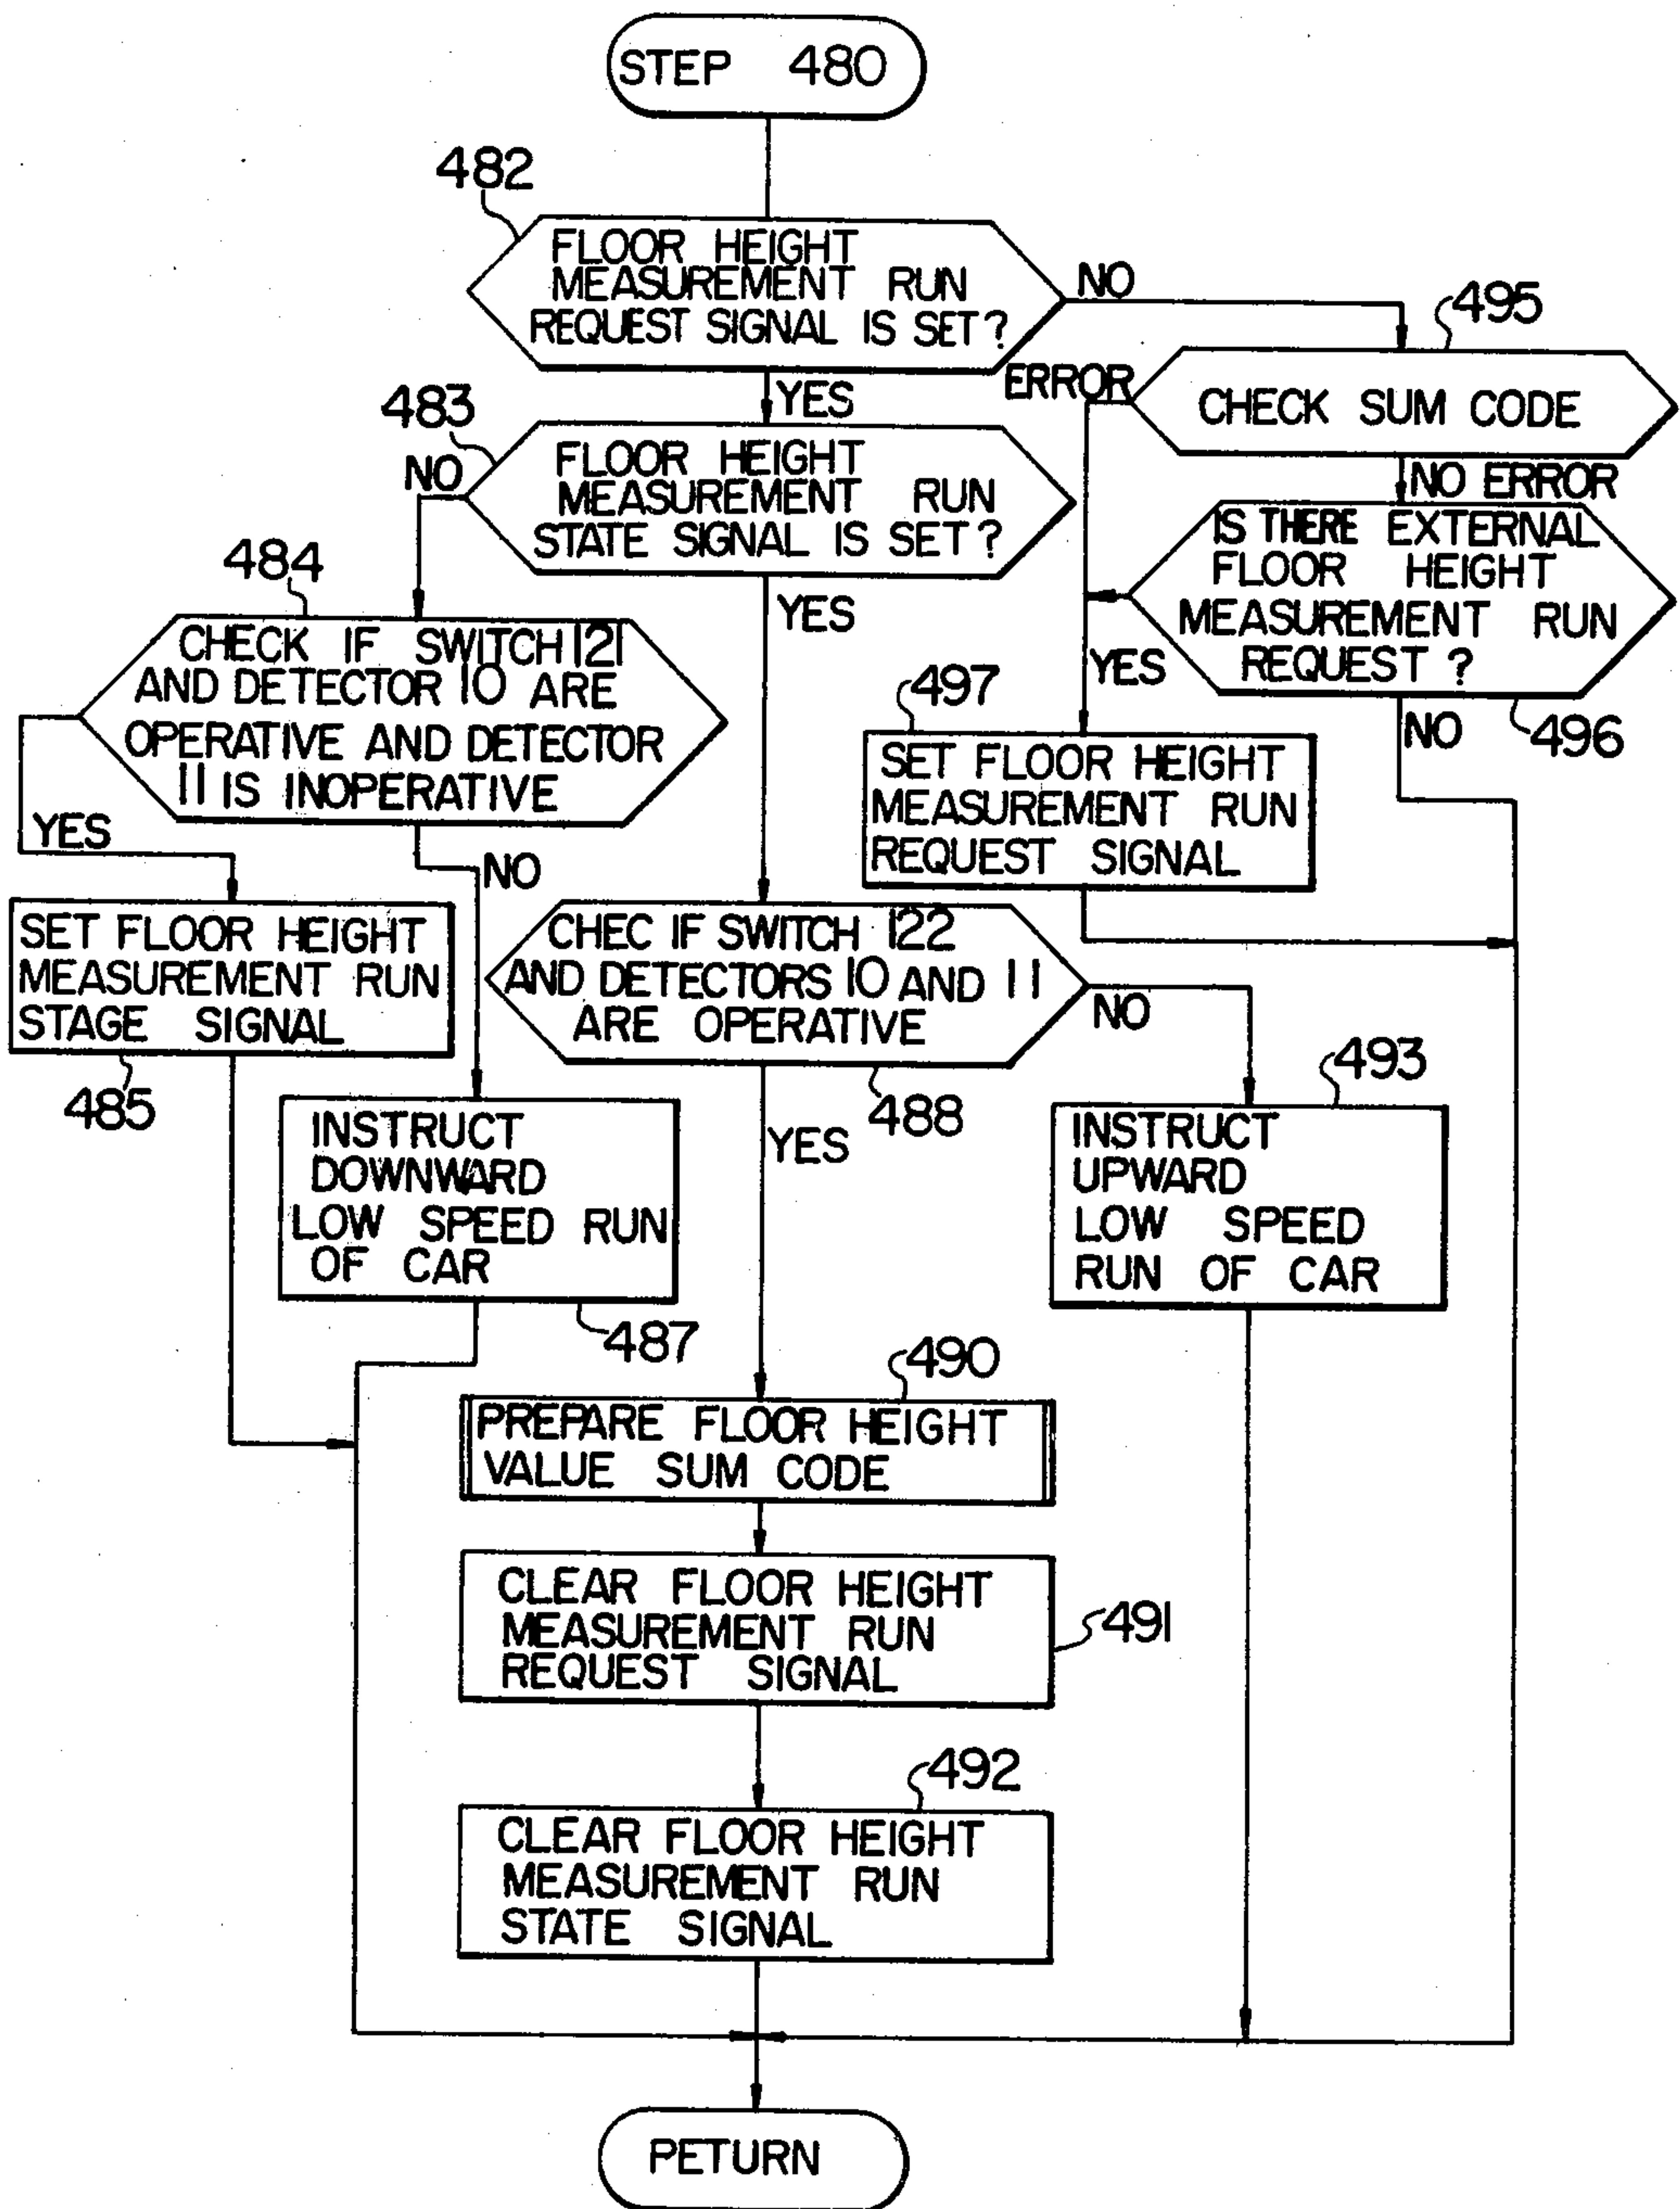 STEP 480
482
FLOOR HEIGHT
MEASUREMENT RUN
REQUEST SIGNAL IS SET?
NO
495
YES
ERROR
CHECK SUM CODE
NO ERROR
483
NO
FLOOR HEIGHT
MEASUREMENT RUN
STATE SIGNAL IS SET?
YES
IS THERE EXTERNAL
FLOOR HEIGHT
MEASUREMENT RUN
REQUEST ?
YES
NO
496
484
CHECK IF SWITCH 121
AND DETECTOR 10 ARE
OPERATIVE AND DETECTOR
11 IS INOPERATIVE
YES
NO
497
SET FLOOR HEIGHT
MEASUREMENT RUN
REQUEST SIGNAL
SET FLOOR HEIGHT
MEASUREMENT RUN
STAGE SIGNAL
485
CHEC IF SWITCH 122
AND DETECTORS 10 AND 11
ARE OPERATIVE
NO
488
YES
493
INSTRUCT
DOWNWARD
LOW SPEED RUN
OF CAR
487
INSTRUCT
UPWARD
LOW SPEED
RUN OF CAR
490
PREPARE FLOOR HEIGHT
VALUE SUM CODE
CLEAR FLOOR HEIGHT
MEASUREMENT RUN
REQUEST SIGNAL
491
492
CLEAR FLOOR HEIGHT
MEASUREMENT RUN
STATE SIGNAL
PETURN